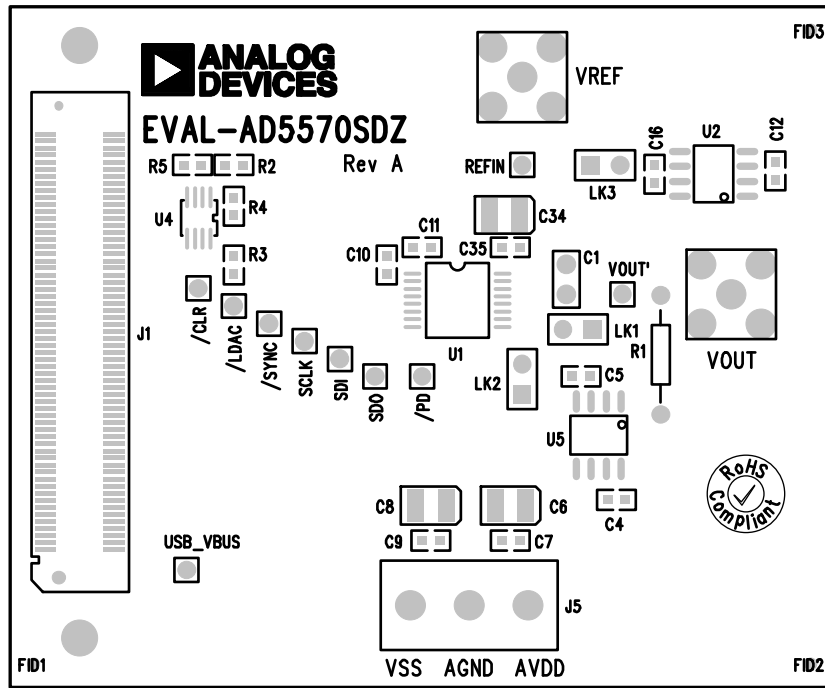 FID3
ANALOG
DEVICES
VREF
EVAL-AD5570SDZ
Rev A
R5
R2
REFIN
LK3
C16
U2
C12
U4
R4
C34
C11
C35
R3
C10
C1
VOUT'
J1
/CLR
/LDAC
/SYNC
SCLK
SDI
SDO
/PD
U1
LK1
R1
VOUT
LK2
C5
U5
RoHS
Compliant
C8
C6
C4
C9
C7
USB_VBUS
J5
FID1
VSS AGND AVDD
FID2